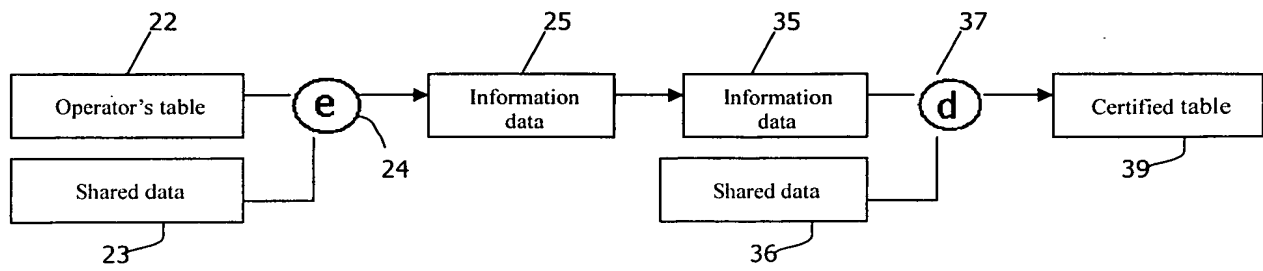 22
25
35
37
Operator's table
e
Information
data
Information
data
d
Certified table
24
39
Shared data
Shared data
23
36